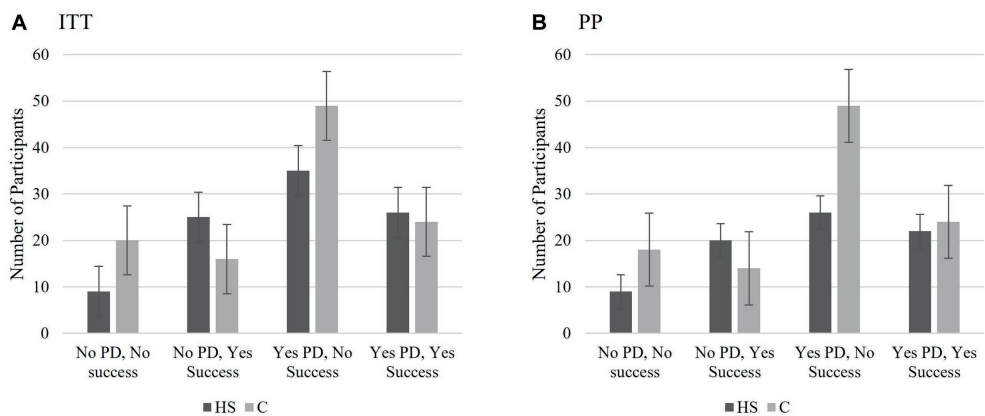 A ITT
Number of Participants
60
50
40
30
20
10
0
No PD, No success
No PD, Yes Success
Yes PD, No Success
Yes PD, Yes Success
HS C
B PP
Number of Participants
60
50
40
30
20
10
0
No PD, No success
No PD, Yes Success
Yes PD, No Success
Yes PD, Yes Success
HS C